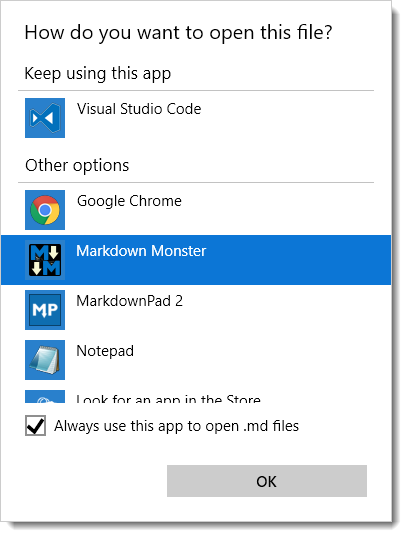 How do you want to open this file?
Keep using this app
Visual Studio Code
Other options
Google Chrome
Markdown Monster
MarkdownPad 2
Notepad
Look for an app in the Store
Always use this app to open .md files
OK